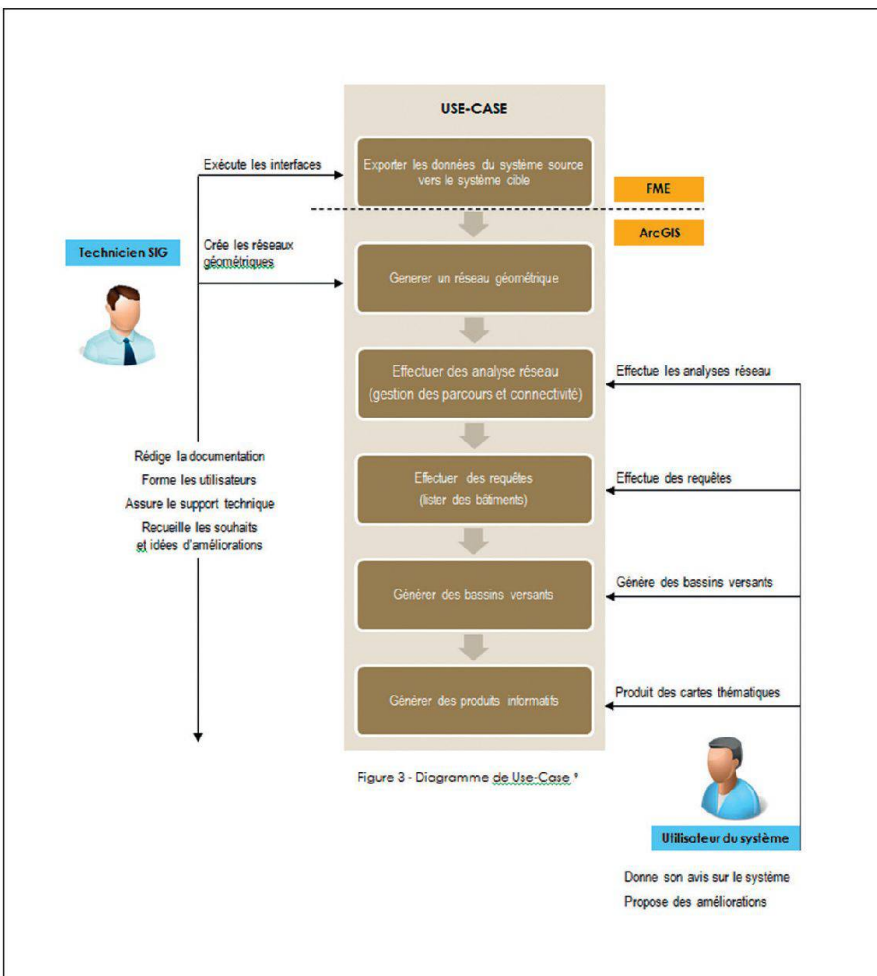 USE-CASE
Exécute les interfaces
Exporter les données du système source
vers le système cible
FME
ArcGIS
Technicien SIG
Crée les réseaux
géométriques
Generer un réseau géométrique
Effectuer des analyse réseau
(gestion des parcours et connectivité)
Effectue les analyses réseau
Rédige la documentation
Forme les utilisateurs
Assure le support technique
Recueille les souhaits
et idées d'améliorations
Effectuer des requêtes
(lister des bâtiments)
Effectue des requêtes
Générer des bassins versants
Génère des bassins versants
Générer des produits informatifs
Produit des cartes thématiques
Figure 3 - Diagramme de Use-Case
Utilisateur du système
Donne son avis sur le système
Propose des améliorations